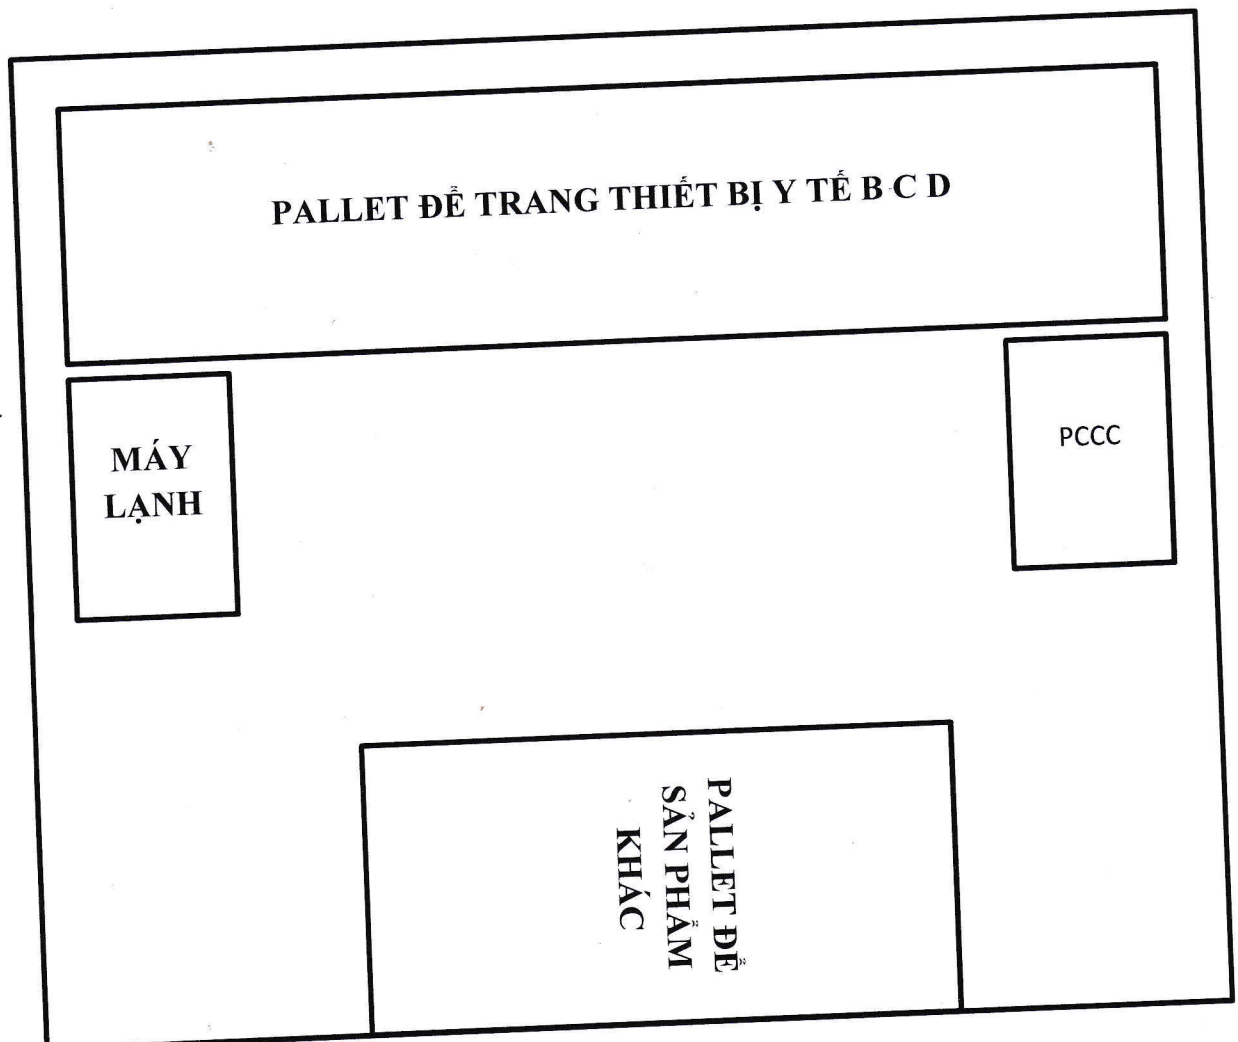 PALLET ĐỂ TRANG THIẾT BỊ Y TẾ B C D
MÁY
LẠNH
PCCC
PALLET ĐỂ
SẢN PHẨM
KHÁC